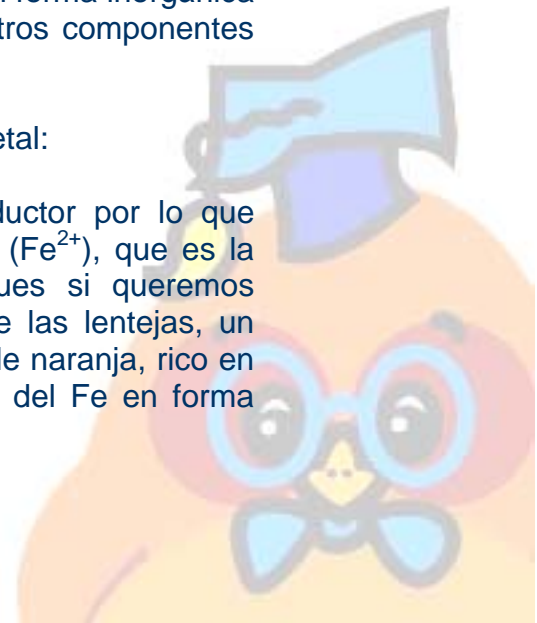 forma inorgánica
tros componentes
etal:
ductor por lo que
(Fe2+), que es la
ues si queremos
e las lentejas, un
de naranja, rico en
del Fe en forma